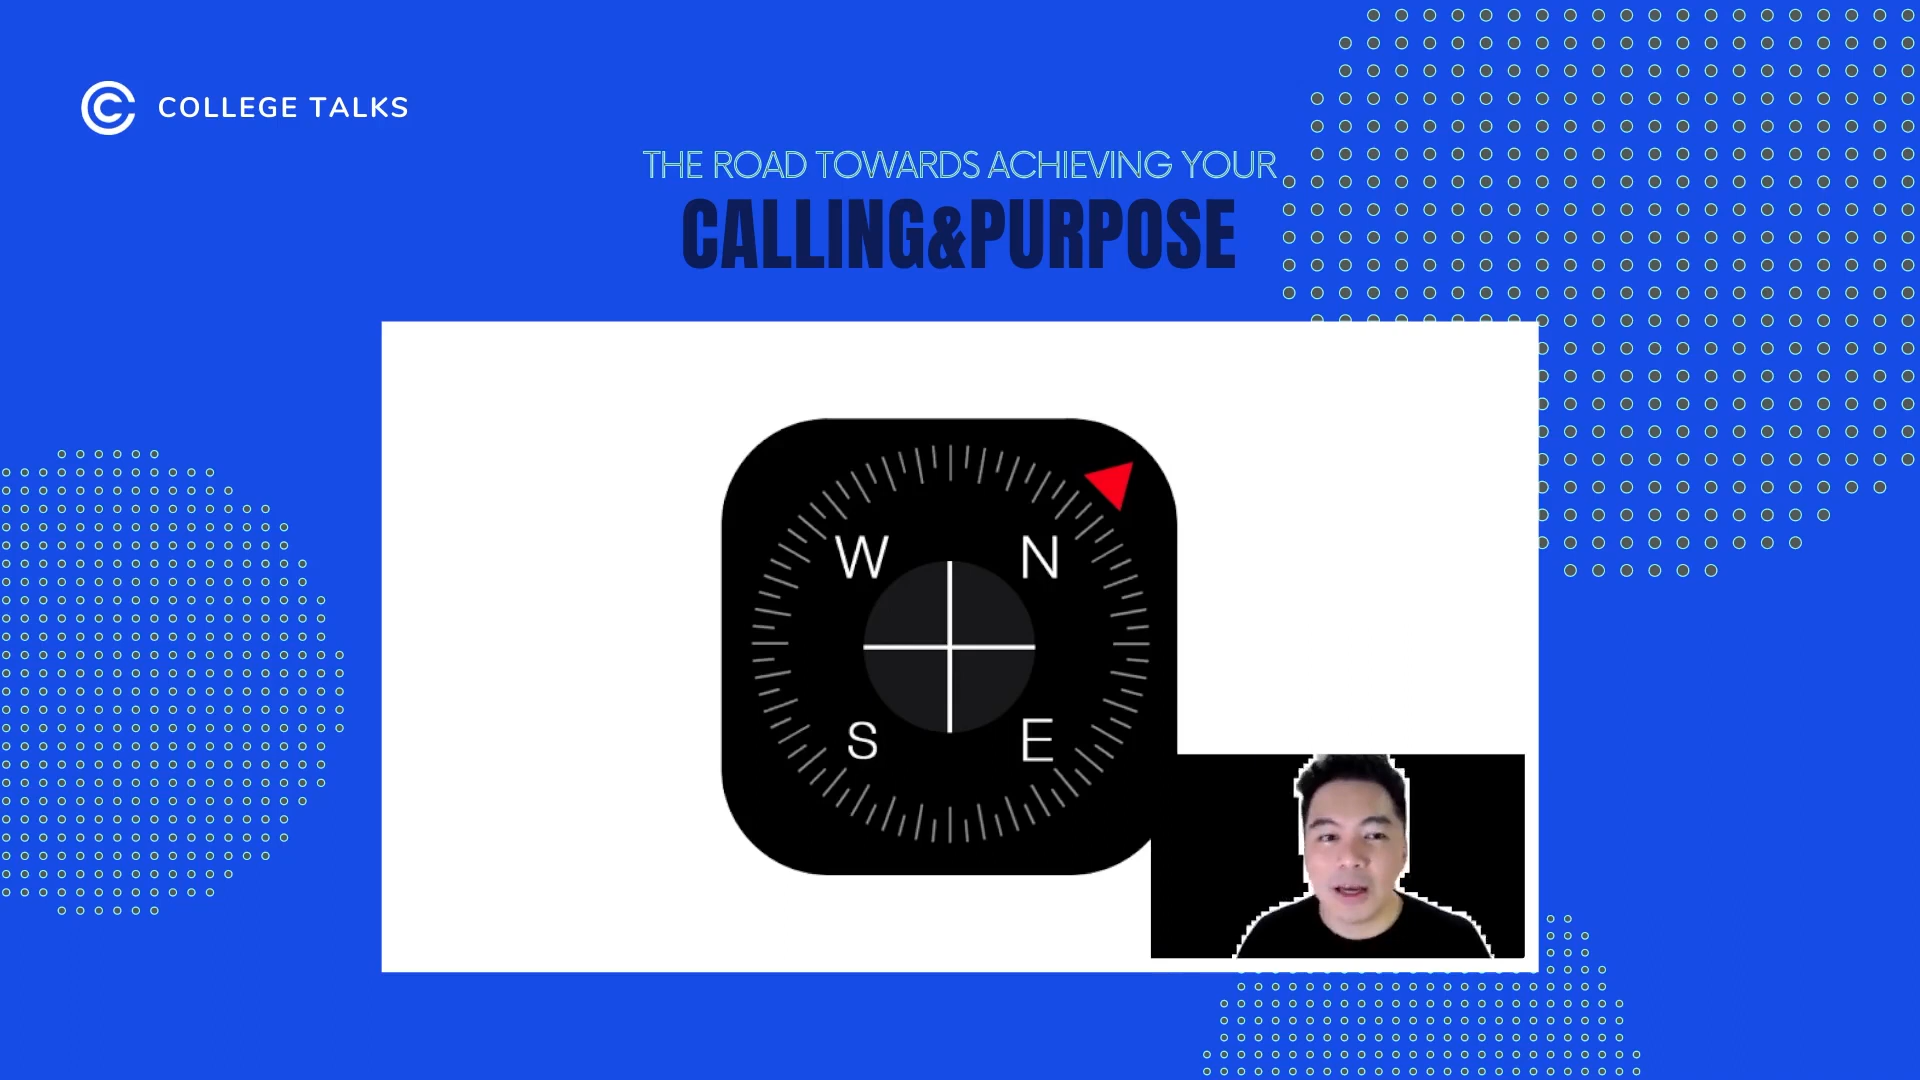 COLLEGE TALKS
THE ROAD TOWARDS ACHIEVING YOUR
CALLING&PURPOSE
W N
S E